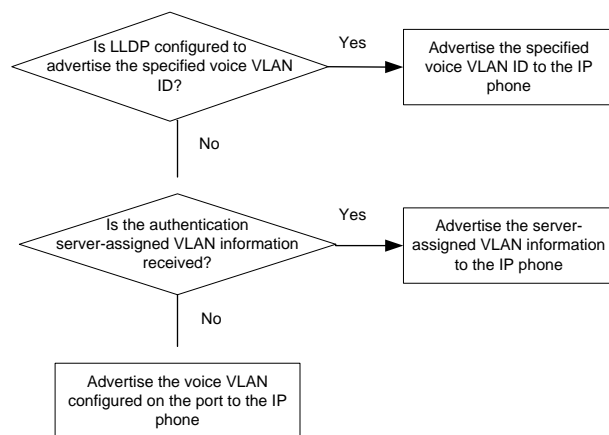 Is LLDP configured to
advertise the specified voice VLAN
ID?
Yes
Advertise the specified
voice VLAN ID to the IP
phone
No
Is the authentication
server-assigned VLAN information
received?
Yes
Advertise the server-
assigned VLAN information
to the IP phone
No
Advertise the voice VLAN
configured on the port to the IP
phone